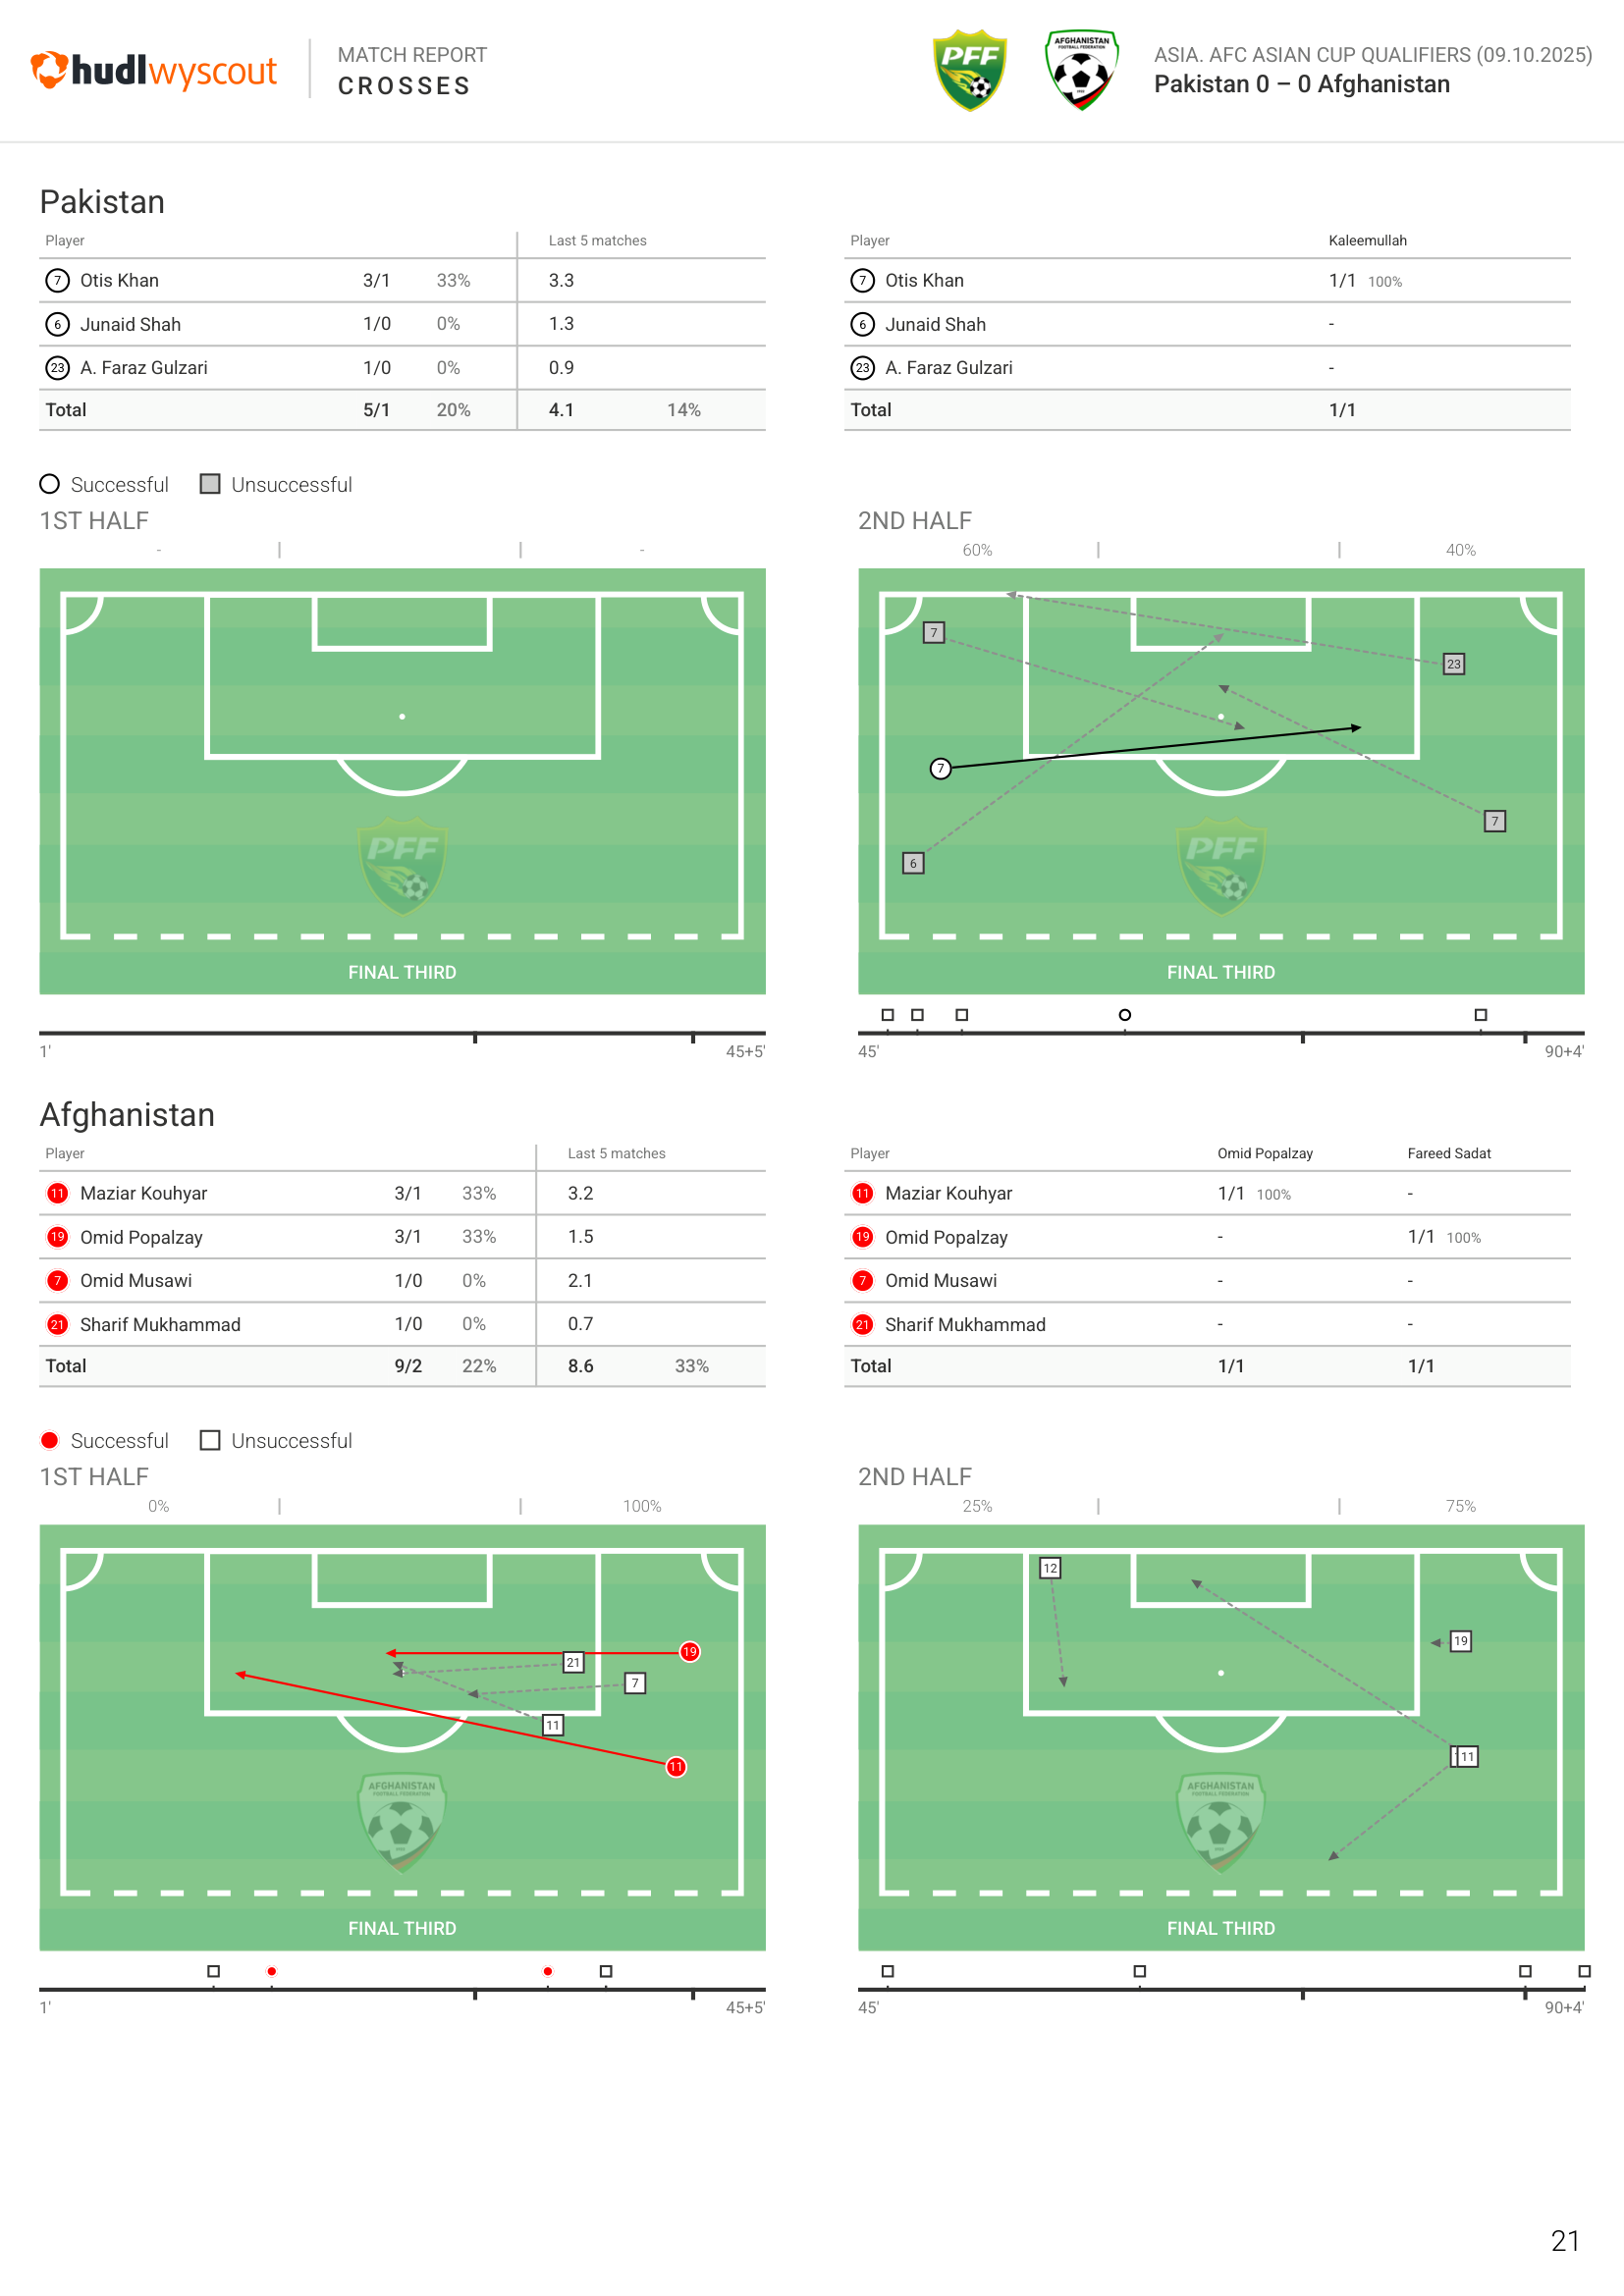 hudl wyscout
MATCH REPORT
CROSSES
PFF
AFGHANISTAN
FOOTBALL FEDERATION
ASIA. AFC ASIAN CUP QUALIFIERS (09.10.2025)
Pakistan 0 – 0 Afghanistan
Pakistan
Player Last 5 matches
7 Otis Khan 3/1 33% 3.3
6 Junaid Shah 1/0 0% 1.3
23 A. Faraz Gulzari 1/0 0% 0.9
Total 5/1 20% 4.1 14%
Player Kaleemullah
7 Otis Khan 1/1 100%
6 Junaid Shah -
23 A. Faraz Gulzari -
Total 1/1
Successful Unsuccessful
1ST HALF
- -
PFF
FINAL THIRD
1' 45+5'
2ND HALF
60% 40%
7
23
7
7
6
PFF
FINAL THIRD
45' 90+4'
Afghanistan
Player Last 5 matches
11 Maziar Kouhyar 3/1 33% 3.2
19 Omid Popalzay 3/1 33% 1.5
7 Omid Musawi 1/0 0% 2.1
21 Sharif Mukhammad 1/0 0% 0.7
Total 9/2 22% 8.6 33%
Player Omid Popalzay Fareed Sadat
11 Maziar Kouhyar 1/1 100% -
19 Omid Popalzay - 1/1 100%
7 Omid Musawi - -
21 Sharif Mukhammad - -
Total 1/1 1/1
Successful Unsuccessful
1ST HALF
0% 100%
19
21
7
11
11
AFGHANISTAN
FOOTBALL FEDERATION
FINAL THIRD
1' 45+5'
2ND HALF
25% 75%
12
19
11
AFGHANISTAN
FOOTBALL FEDERATION
FINAL THIRD
45' 90+4'
21